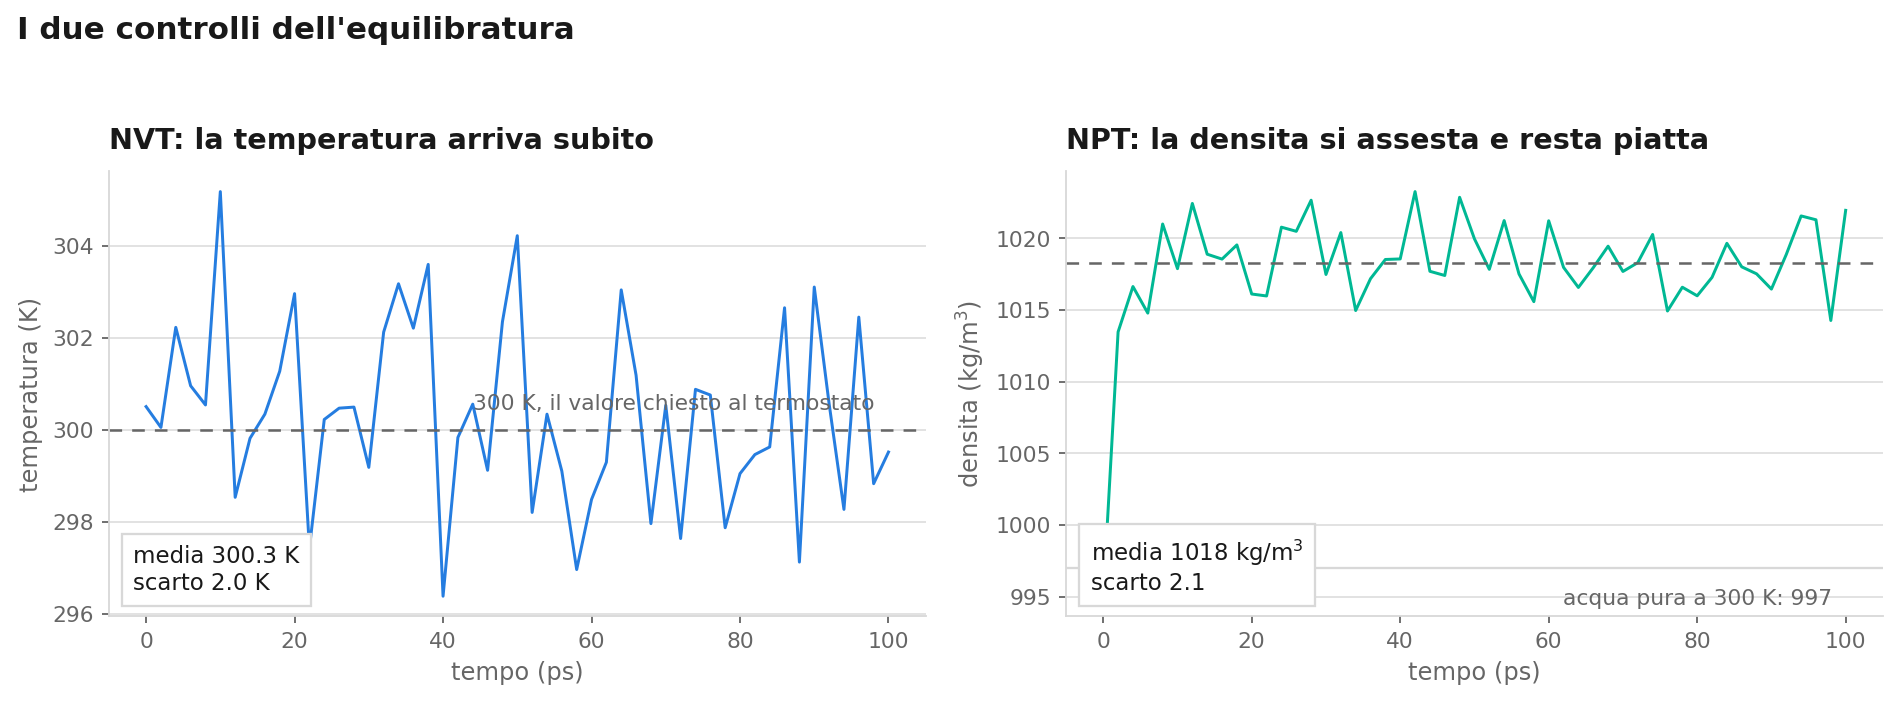 I due controlli dell'equilibratura
NVT: la temperatura arriva subito
temperatura (K)
304
302
300
298
296
300 K, il valore chiesto al termostato
media 300.3 K
scarto 2.0 K
0 20 40 60 80 100
tempo (ps)
NPT: la densita si assesta e resta piatta
densita (kg/m³)
1020
1015
1010
1005
1000
995
media 1018 kg/m³
scarto 2.1
acqua pura a 300 K: 997
0 20 40 60 80 100
tempo (ps)